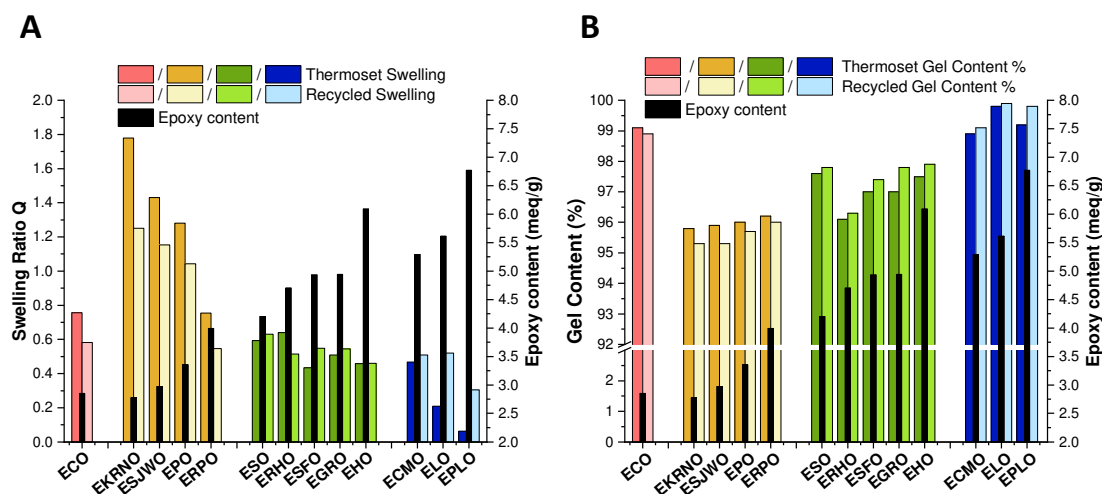 A
/ / / Thermoset Swelling
/ / / Recycled Swelling
Epoxy content
Swelling Ratio Q
2.0
1.8
1.6
1.4
1.2
1.0
0.8
0.6
0.4
0.2
0.0
8.0
7.5
7.0
6.5
6.0
5.5
5.0
4.5
4.0
3.5
3.0
2.5
2.0
Epoxy content (meq/g)
ECO
EKRNO
ESJWO
EPO
ERPO
ESO
ERHO
ESFO
EGRO
EHO
ECMO
ELO
EPLO
B
/ / / Thermoset Gel Content %
/ / / Recycled Gel Content %
Epoxy content
Gel Content (%)
100
99
98
97
96
95
94
93
92
2
1
0
8.0
7.5
7.0
6.5
6.0
5.5
5.0
4.5
4.0
3.5
3.0
2.5
2.0
Epoxy content (meq/g)
ECO
EKRNO
ESJWO
EPO
ERPO
ESO
ERHO
ESFO
EGRO
EHO
ECMO
ELO
EPLO